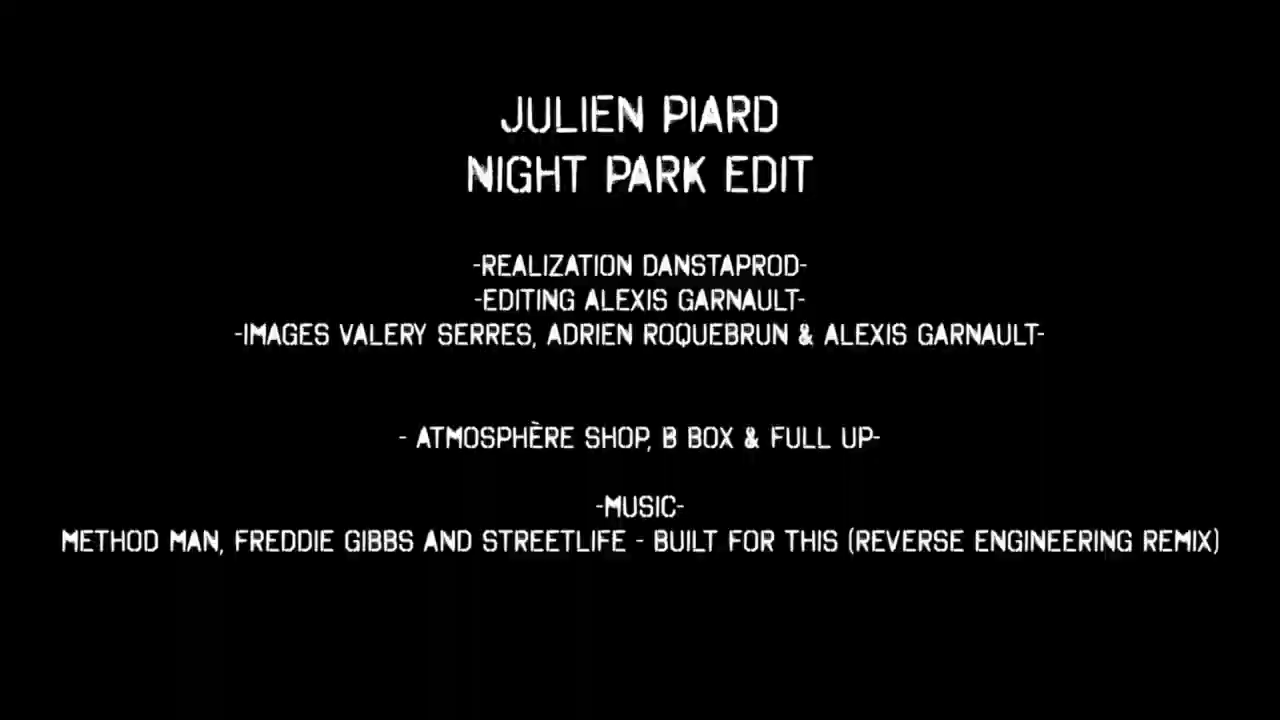 JULIEN PIARD
NIGHT PARK EDIT
-REALIZATION DANSTAPROD-
-EDITING ALEXIS GARNAULT-
-IMAGES VALERY SERRES, ADRIEN ROQUEBRUN & ALEXIS GARNAULT-
- ATMOSPHÈRE SHOP, B BOX & FULL UP-
-MUSIC-
METHOD MAN, FREDDIE GIBBS AND STREETLIFE - BUILT FOR THIS (REVERSE ENGINEERING REMIX)